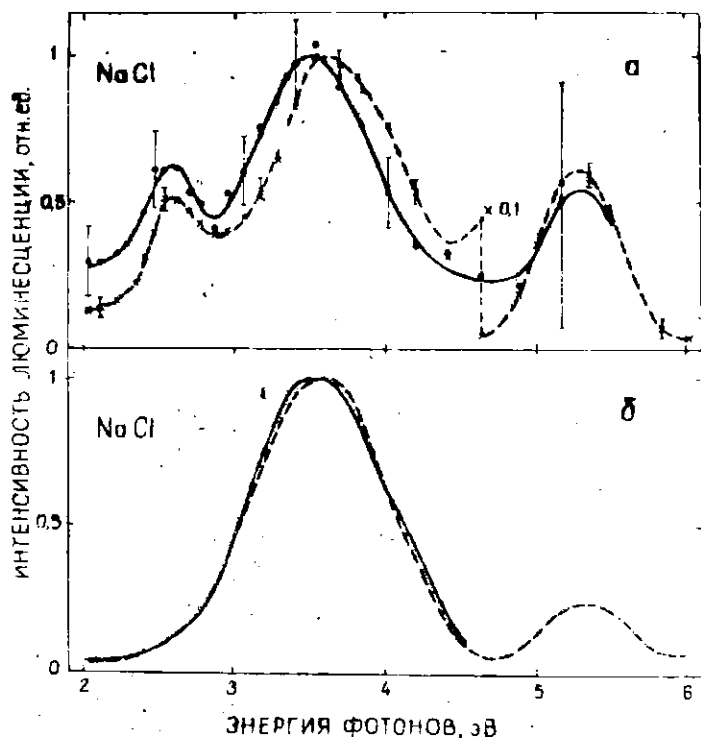 1
NaCl
а
0,5
×0,1
0
1
NaCl
б
0,5
0
2 3 4 5 6
ИНТЕНСИВНОСТЬ ЛЮМИНЕСЦЕНЦИИ, отн.ед.
ЭНЕРГИЯ ФОТОНОВ, эВ